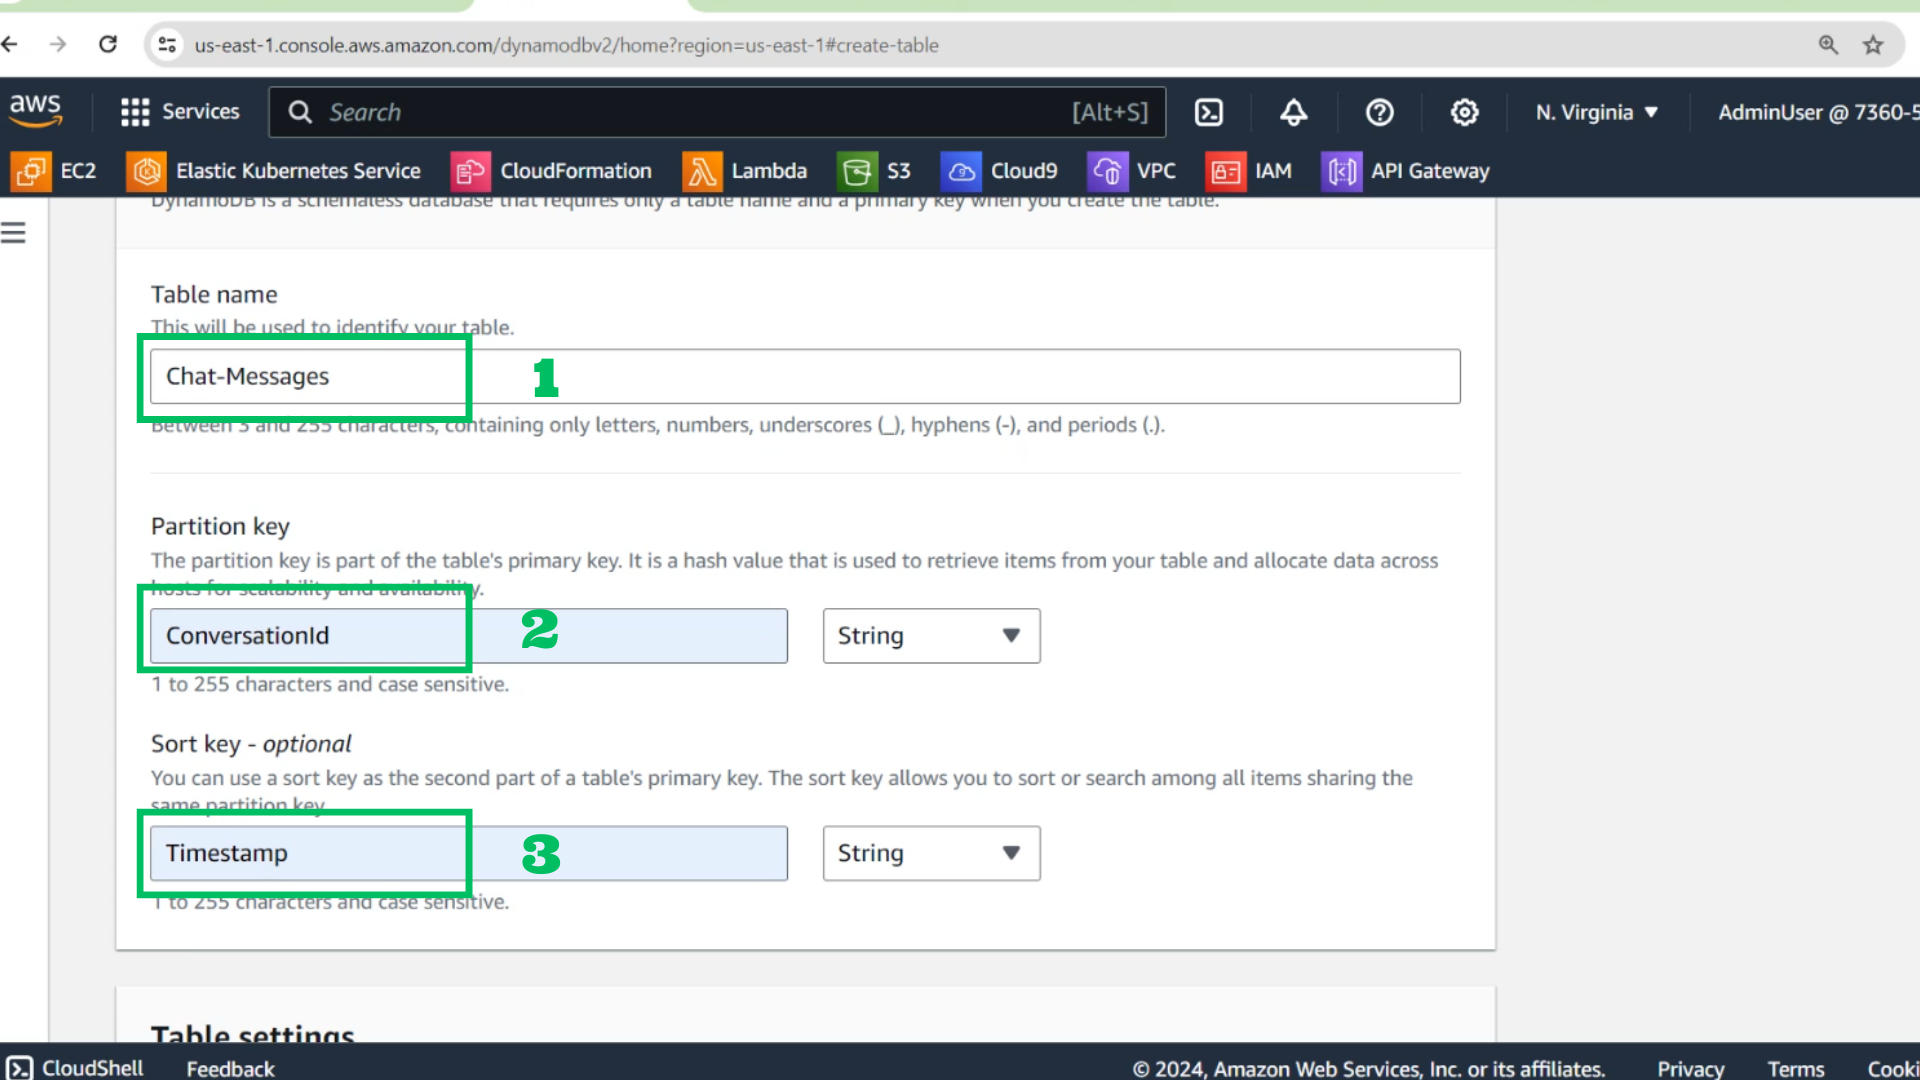 us-east-1.console.aws.amazon.com/dynamodbv2/home?region=us-east-1#create-table
aws Services Search [Alt+S] N. Virginia AdminUser @ 7360-5
EC2 Elastic Kubernetes Service CloudFormation Lambda S3 Cloud9 VPC IAM API Gateway
DynamoDB is a schemaless database that requires only a table name and a primary key when you create the table.
Table name
This will be used to identify your table.
Chat-Messages 1
Between 3 and 255 characters, containing only letters, numbers, underscores (_), hyphens (-), and periods (.).
Partition key
The partition key is part of the table's primary key. It is a hash value that is used to retrieve items from your table and allocate data across
hosts for scalability and availability.
ConversationId 2 String
1 to 255 characters and case sensitive.
Sort key - optional
You can use a sort key as the second part of a table's primary key. The sort key allows you to sort or search among all items sharing the
same partition key.
Timestamp 3 String
1 to 255 characters and case sensitive.
Table settings
CloudShell Feedback © 2024, Amazon Web Services, Inc. or its affiliates. Privacy Terms Cooki